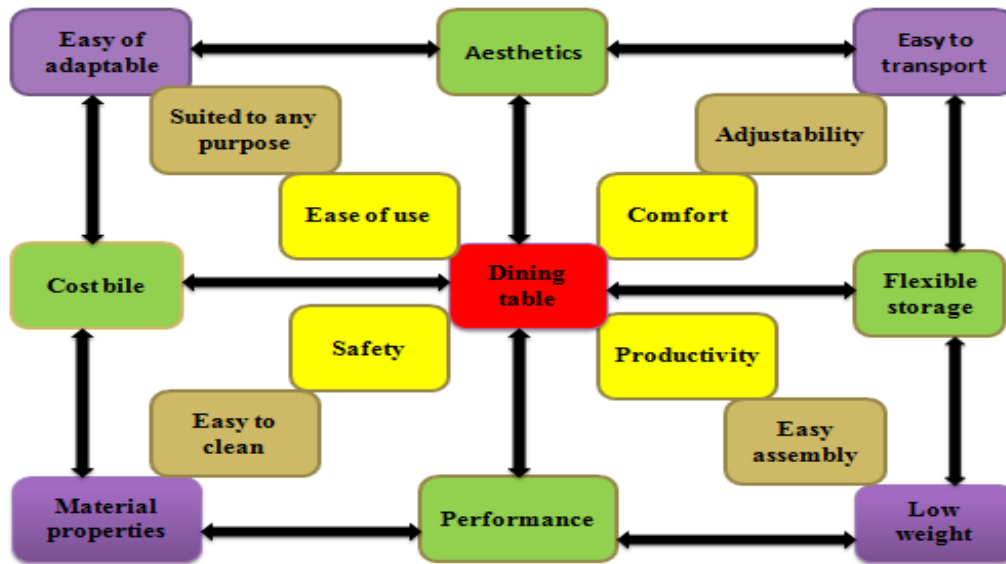 Easy of
adaptable
Aesthetics
Easy to
transport
Suited to any
purpose
Adjustability
Ease of use
Comfort
Cost bile
Dining
table
Flexible
storage
Safety
Productivity
Easy to
clean
Easy
assembly
Material
properties
Performance
Low
weight